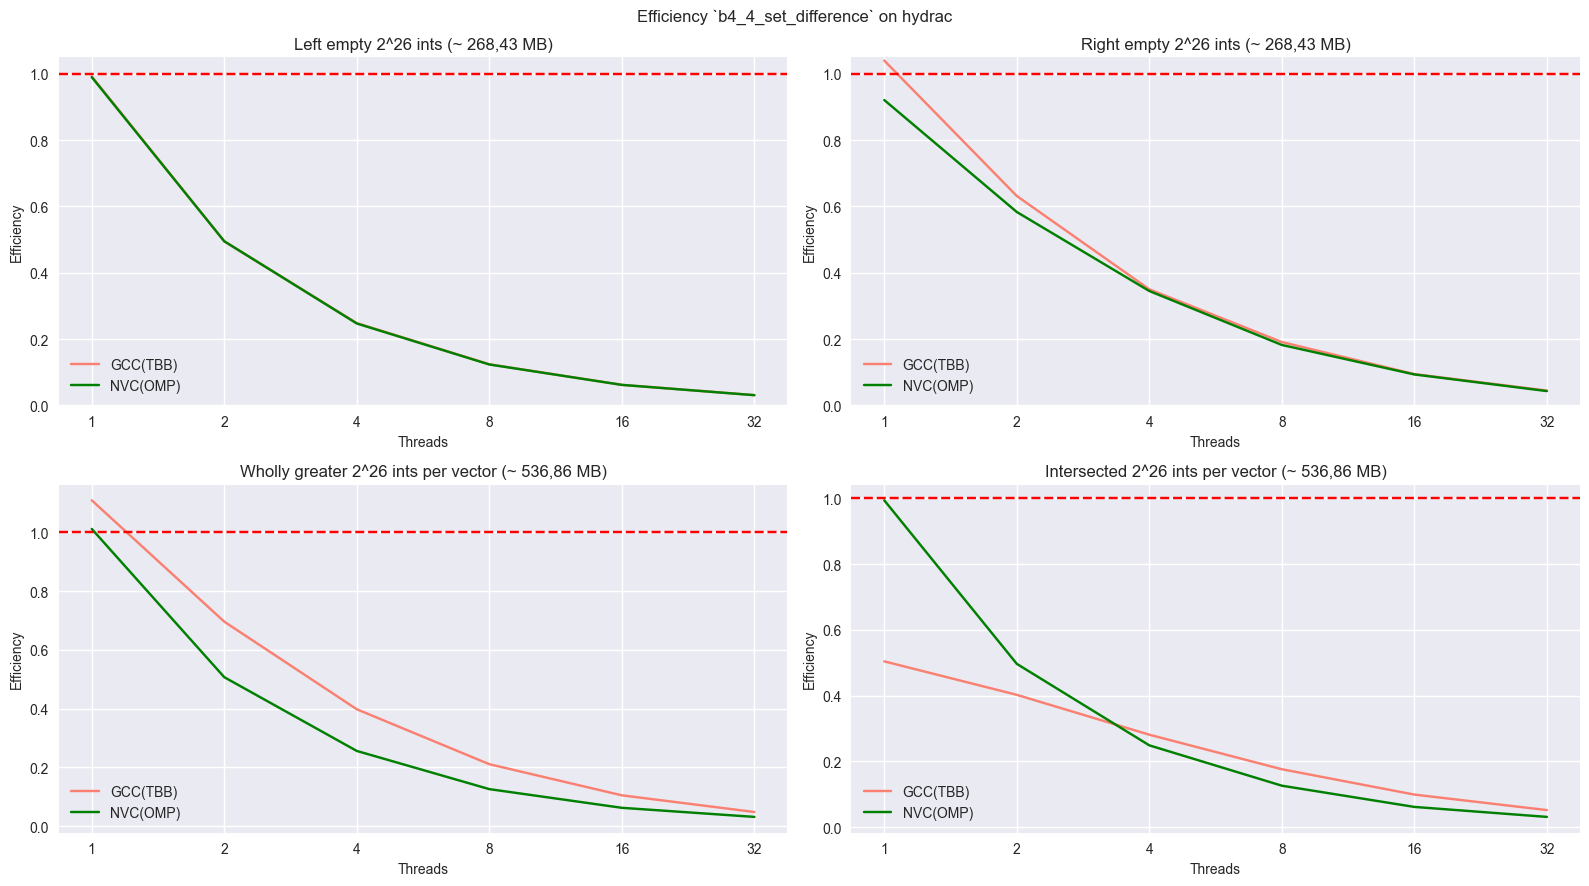 Efficiency `b4_4_set_difference` on hydrac
Left empty 2^26 ints (~ 268,43 MB)
1.0
0.8
0.6
0.4
0.2
0.0
Efficiency
GCC(TBB)
NVC(OMP)
1 2 4 8 16 32
Threads
Right empty 2^26 ints (~ 268,43 MB)
1.0
0.8
0.6
0.4
0.2
0.0
Efficiency
GCC(TBB)
NVC(OMP)
1 2 4 8 16 32
Threads
Wholly greater 2^26 ints per vector (~ 536,86 MB)
1.0
0.8
0.6
0.4
0.2
0.0
Efficiency
GCC(TBB)
NVC(OMP)
1 2 4 8 16 32
Threads
Intersected 2^26 ints per vector (~ 536,86 MB)
1.0
0.8
0.6
0.4
0.2
0.0
Efficiency
GCC(TBB)
NVC(OMP)
1 2 4 8 16 32
Threads